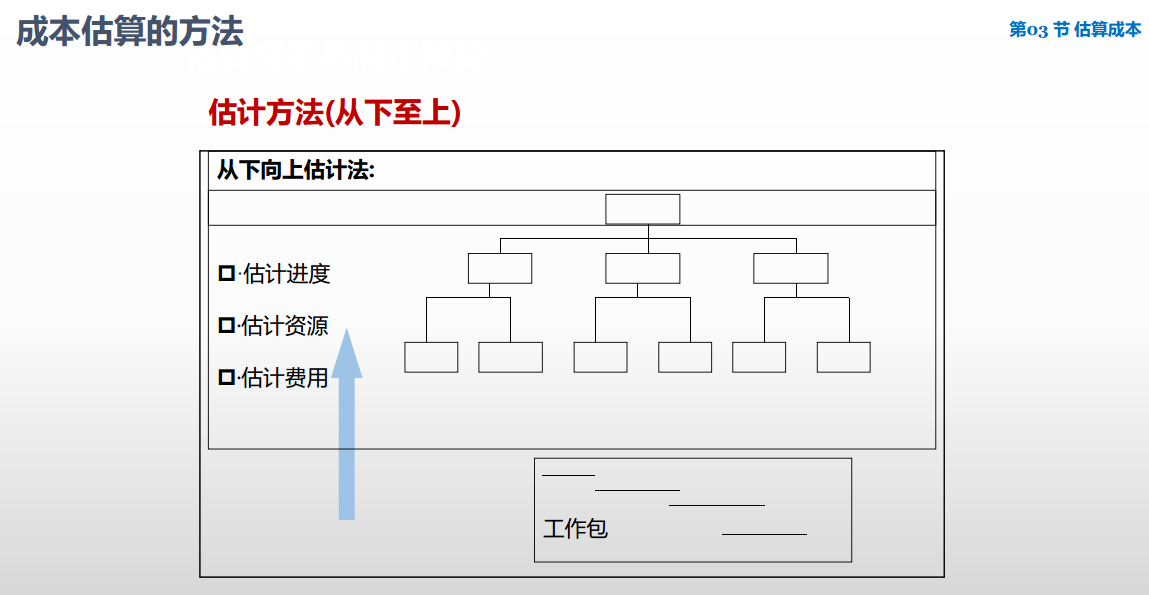 成本估算的方法
第03 节 估算成本
估计方法(从下至上)
从下向上估计法:
·估计进度
·估计资源
·估计费用
工作包